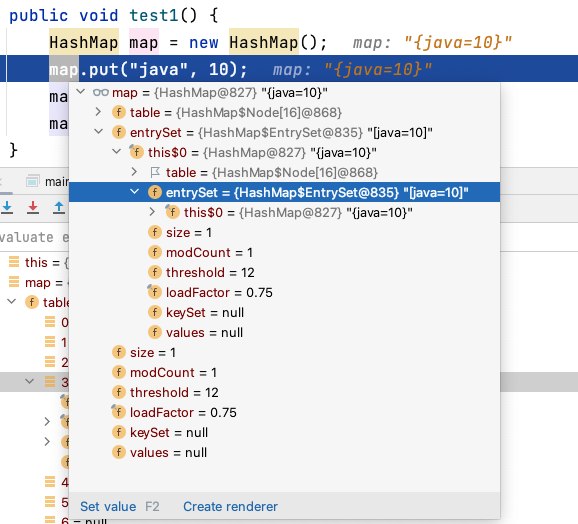 public void test1() {
HashMap map = new HashMap();  map: "{java=10}"
map.put("java", 10);  map: "{java=10}"
ma
ma
}
map = {HashMap@827} "{java=10}"
table = {HashMap$Node[16]@868}
entrySet = {HashMap$EntrySet@835} "[java=10]"
this$0 = {HashMap@827} "{java=10}"
table = {HashMap$Node[16]@868}
entrySet = {HashMap$EntrySet@835} "[java=10]"
this$0 = {HashMap@827} "{java=10}"
size = 1
modCount = 1
threshold = 12
loadFactor = 0.75
keySet = null
values = null
size = 1
modCount = 1
threshold = 12
loadFactor = 0.75
keySet = null
values = null
Set value F2 Create renderer
main
valuate e
this = {
map = 
table
0
1
2
3
4
5
6 = null